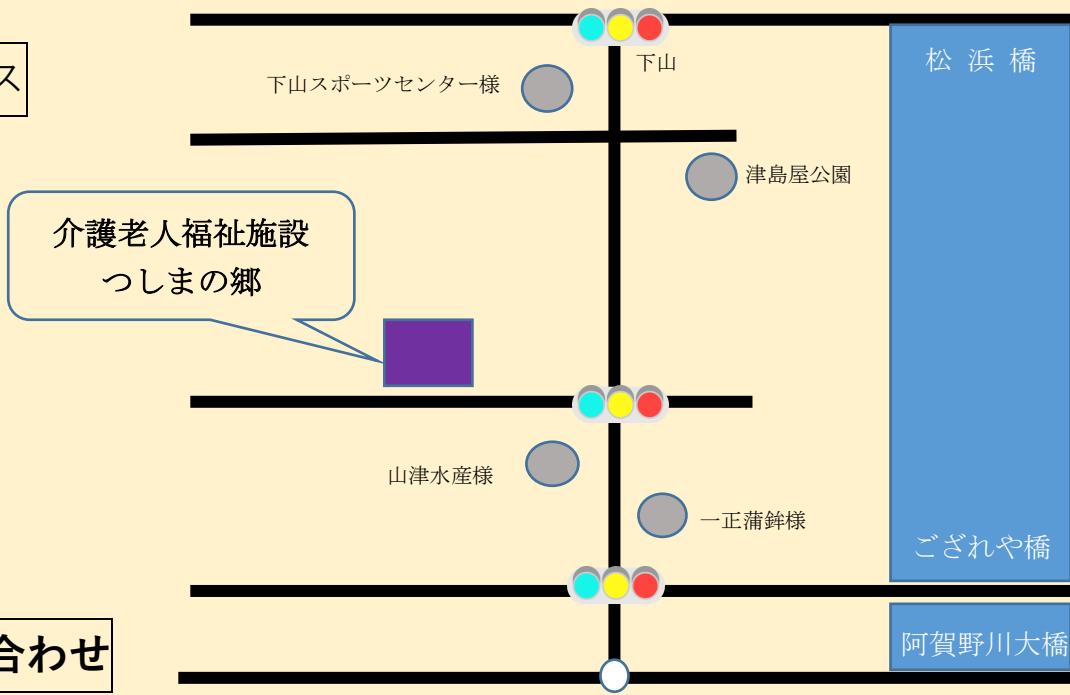 松 浜 橋
下山
ス
下山スポーツセンター様
津島屋公園
介護老人福祉施設
つしまの郷
山津水産様
一正蒲鉾様
ござれや橋
阿賀野川大橋
合わせ